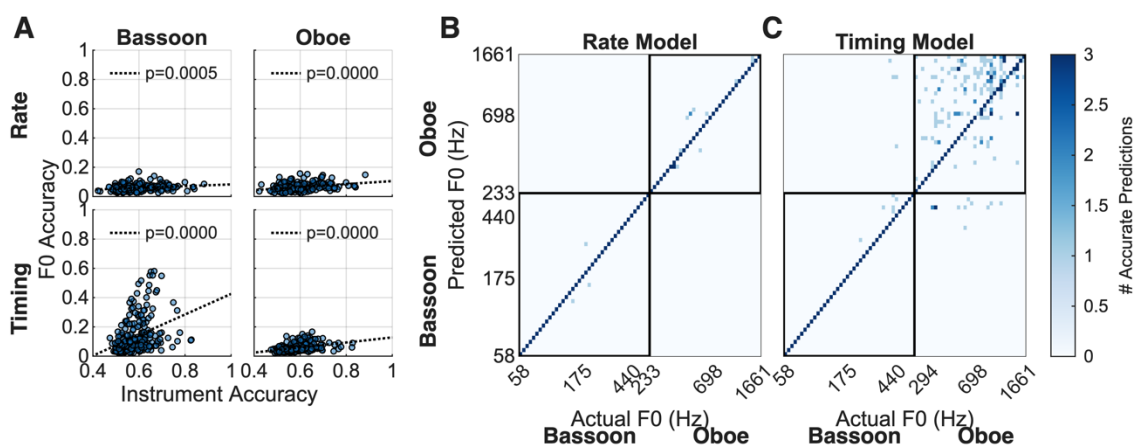 A
Bassoon
Oboe
Rate
Timing
F0 Accuracy
1
0.8
0.6
0.4
0.2
0
p=0.0005
p=0.0000
1
0.8
0.6
0.4
0.2
0
p=0.0000
p=0.0000
0.4 0.6 0.8 1
0.4 0.6 0.8 1
Instrument Accuracy
B
Rate Model
Oboe
Bassoon
Predicted F0 (Hz)
1661
698
233
440
175
58
58 175 440 233 698 1661
Actual F0 (Hz)
Bassoon Oboe
C
Timing Model
58 175 440 294 698 1661
Actual F0 (Hz)
Bassoon Oboe
3
2.5
2
1.5
1
0.5
0
# Accurate Predictions